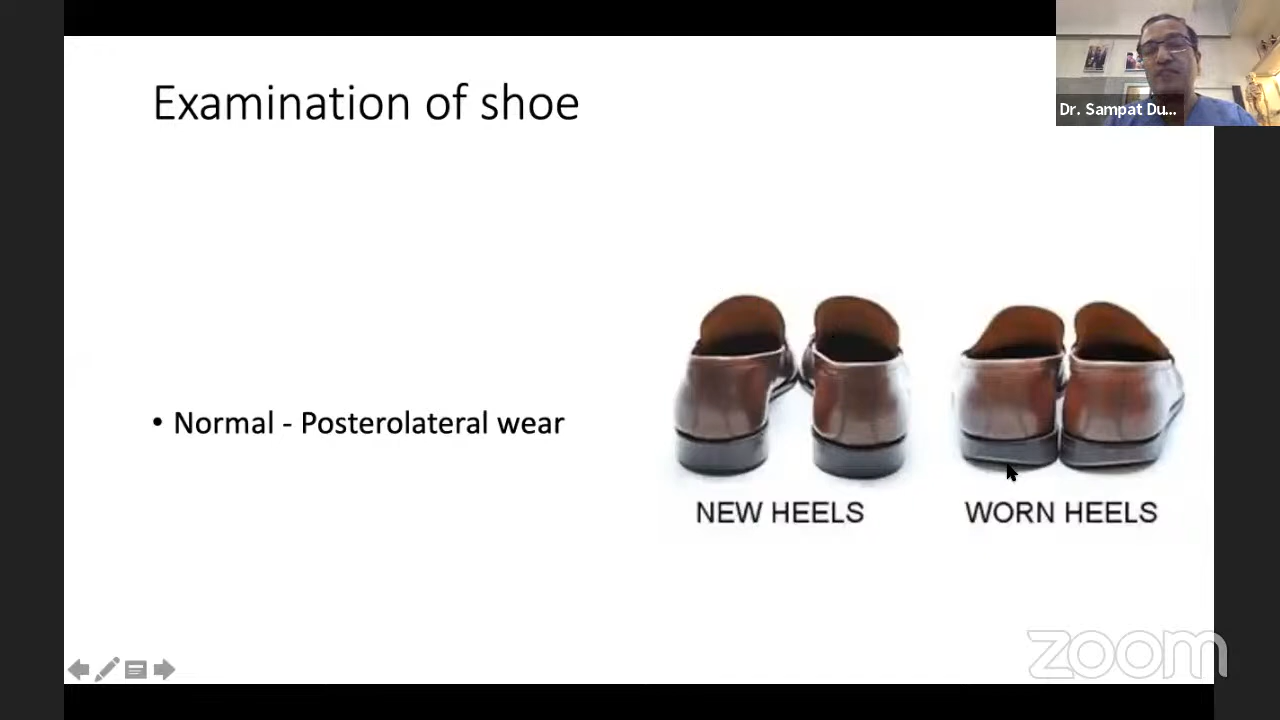 Examination of shoe
Dr. Sampat Du...
• Normal - Posterolateral wear
NEW HEELS
WORN HEELS
zoom